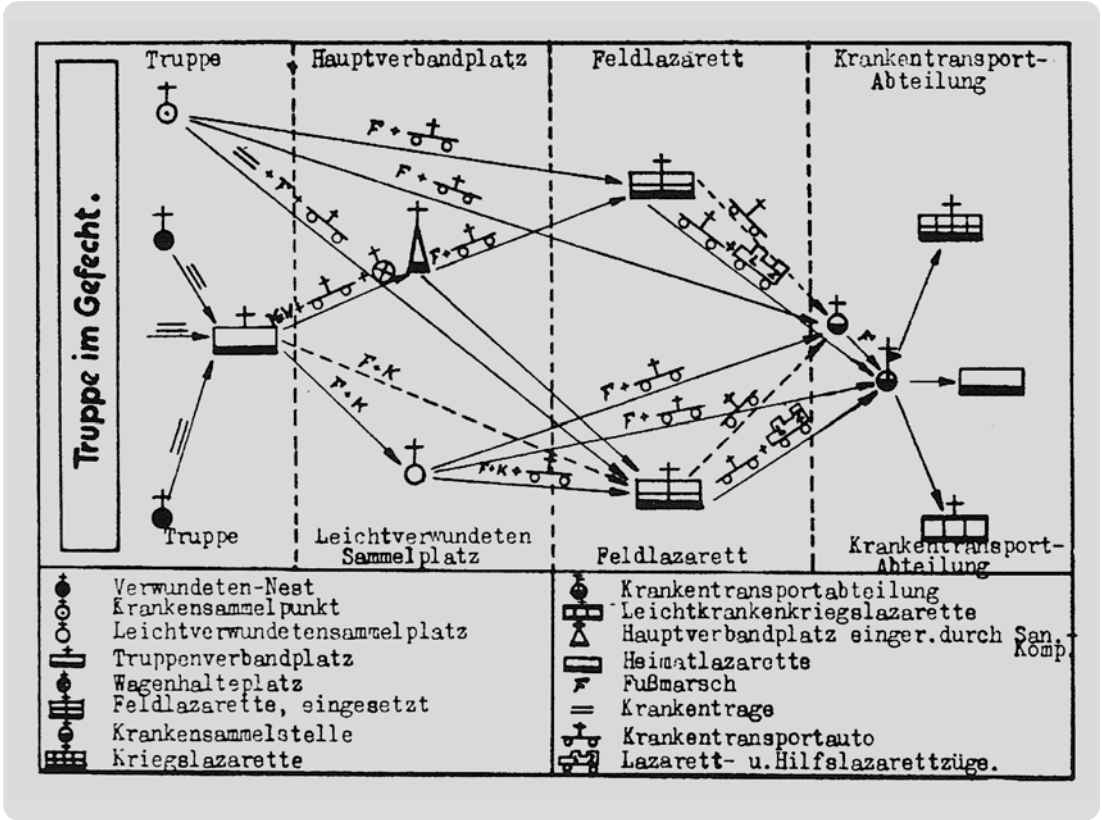 Truppe im Gefecht.
Truppe
Hauptverbandplatz
Feldlazarett
Krankentransport-
Abteilung
F + 
F +
= + F +
F +
F
F + K
F + K
F +
F +
F + K +
Truppe
Leichtverwundeten
Sammelplatz
Feldlazarett
Krankentransport-
Abteilung
Verwundeten-Nest
Krankensammelpunkt
Leichtverwundetensammelplatz
Truppenverbandplatz
Wagenhalteplatz
Feldlazarette, eingesetzt
Krankensammelstelle
Kriegslazarette
Krankentransportabteilung
Leichtkrankenkriegslazarette
Hauptverbandplatz einger.durch San.-
Komp.
Heimatlazarette
Fußmarsch
Krankentrage
Krankentransportauto
Lazarett- u.Hilfslazarettzüge.